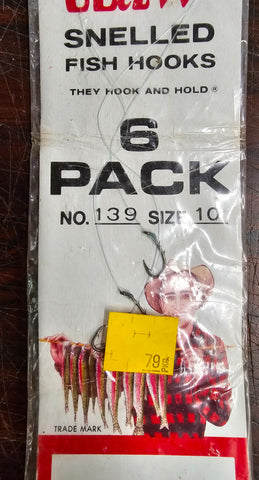 SNELLED
FISH HOOKS
THEY HOOK AND HOLD®
6
PACK
NO. 139 SIZE 10
79
TRADE MARK